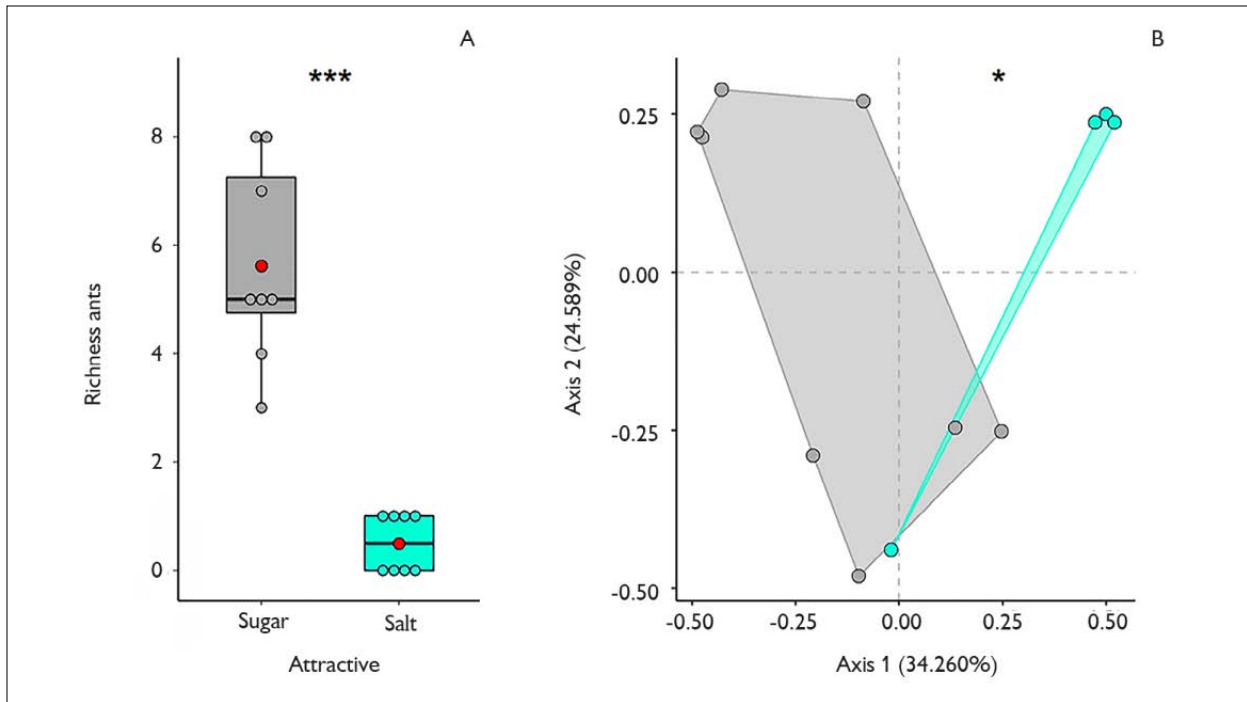 A
***
8
6
4
2
0
Richness ants
Sugar
Salt
Attractive
B
*
0.25
0.00
-0.25
-0.50
Axis 2 (24.589%)
-0.50
-0.25
0.00
0.25
0.50
Axis 1 (34.260%)